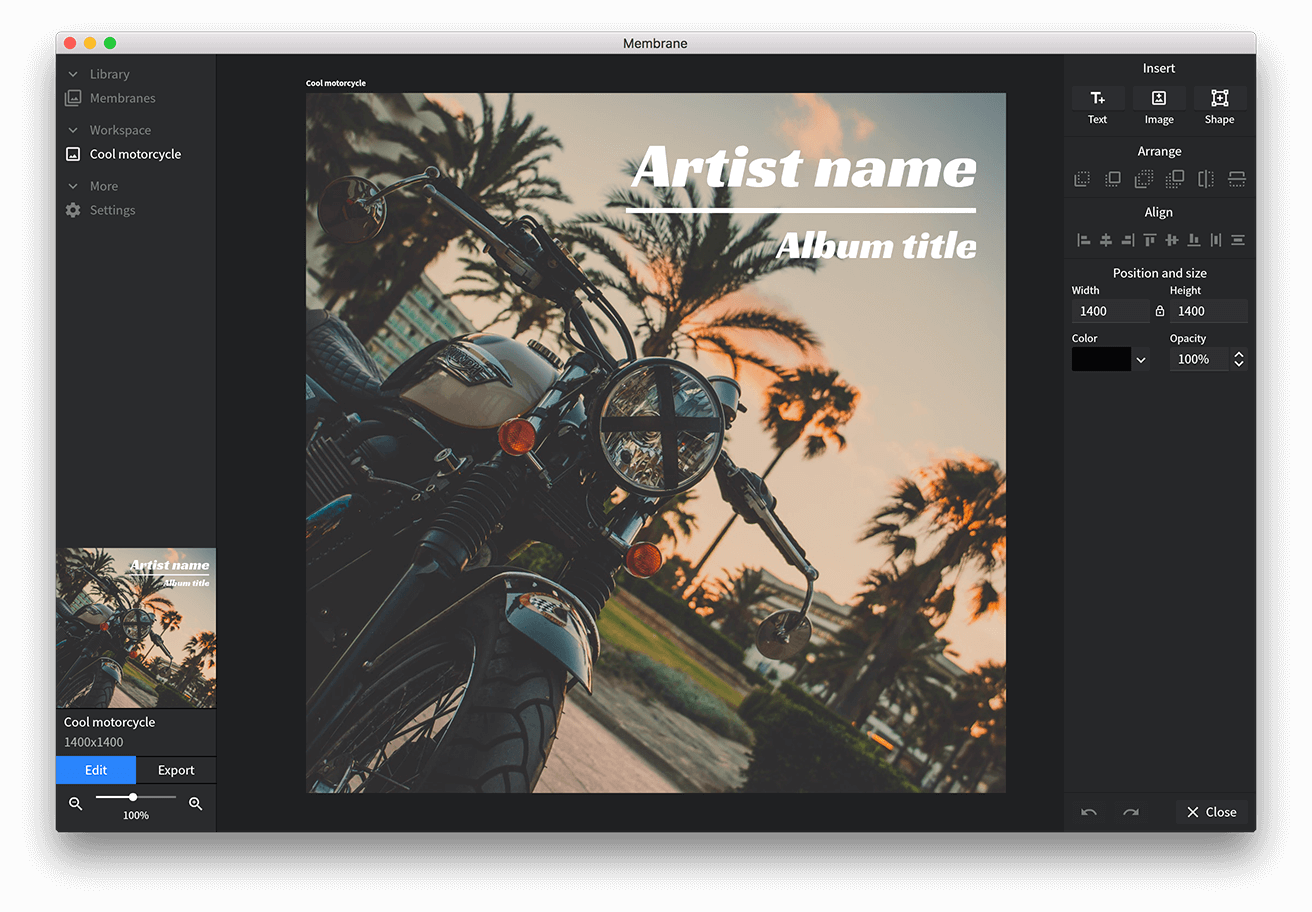 Membrane
Library
Membranes
Workspace
Cool motorcycle
More
Settings
Cool motorcycle
Artist name
Album title
Artist name
Album title
Cool motorcycle
1400x1400
Edit
Export
100%
Insert
Text
Image
Shape
Arrange
Align
Position and size
Width
Height
1400
1400
Color
Opacity
100%
Close